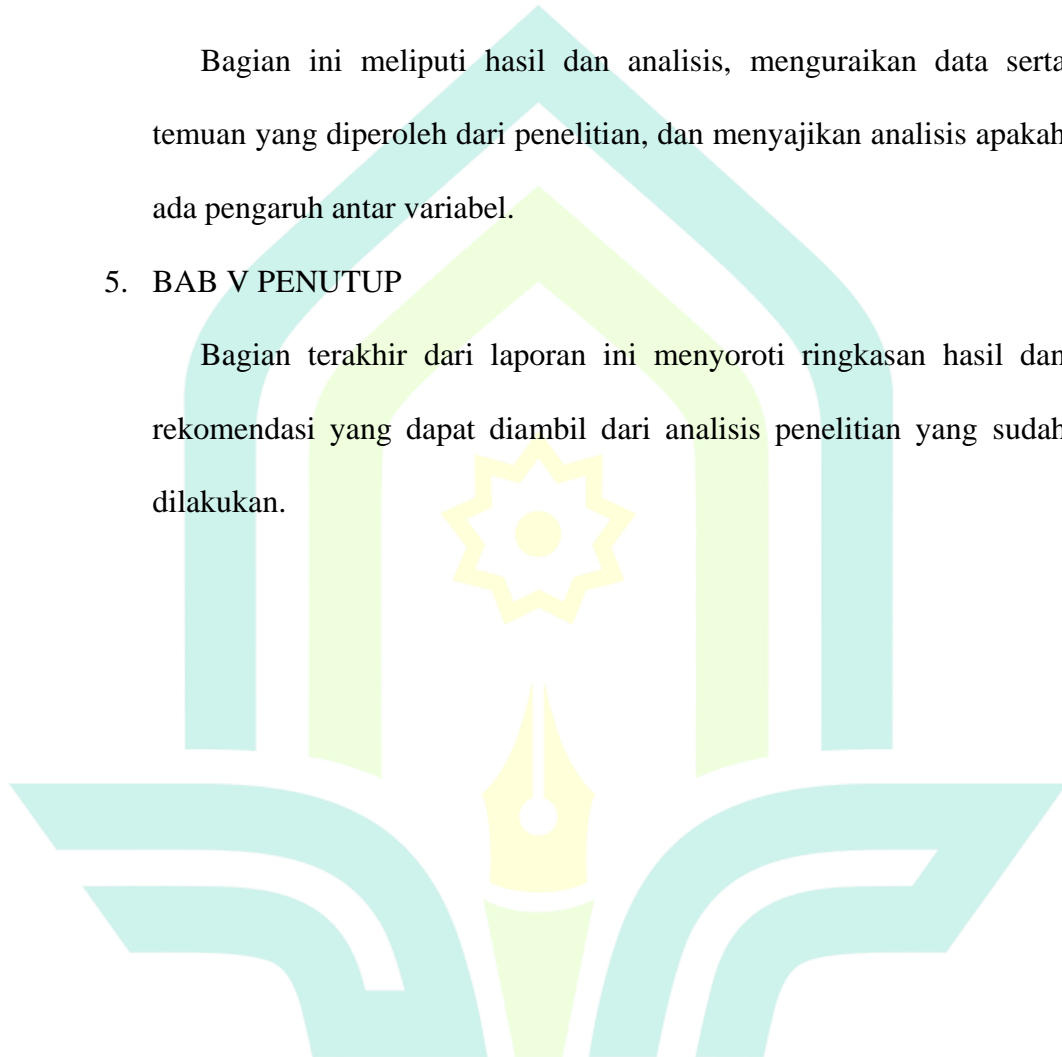 Bagian ini meliputi hasil dan analisis, menguraikan data serta
temuan yang diperoleh dari penelitian, dan menyajikan analisis apakah
ada pengaruh antar variabel.
5. BAB V PENUTUP
Bagian terakhir dari laporan ini menyoroti ringkasan hasil dan
rekomendasi yang dapat diambil dari analisis penelitian yang sudah
dilakukan.